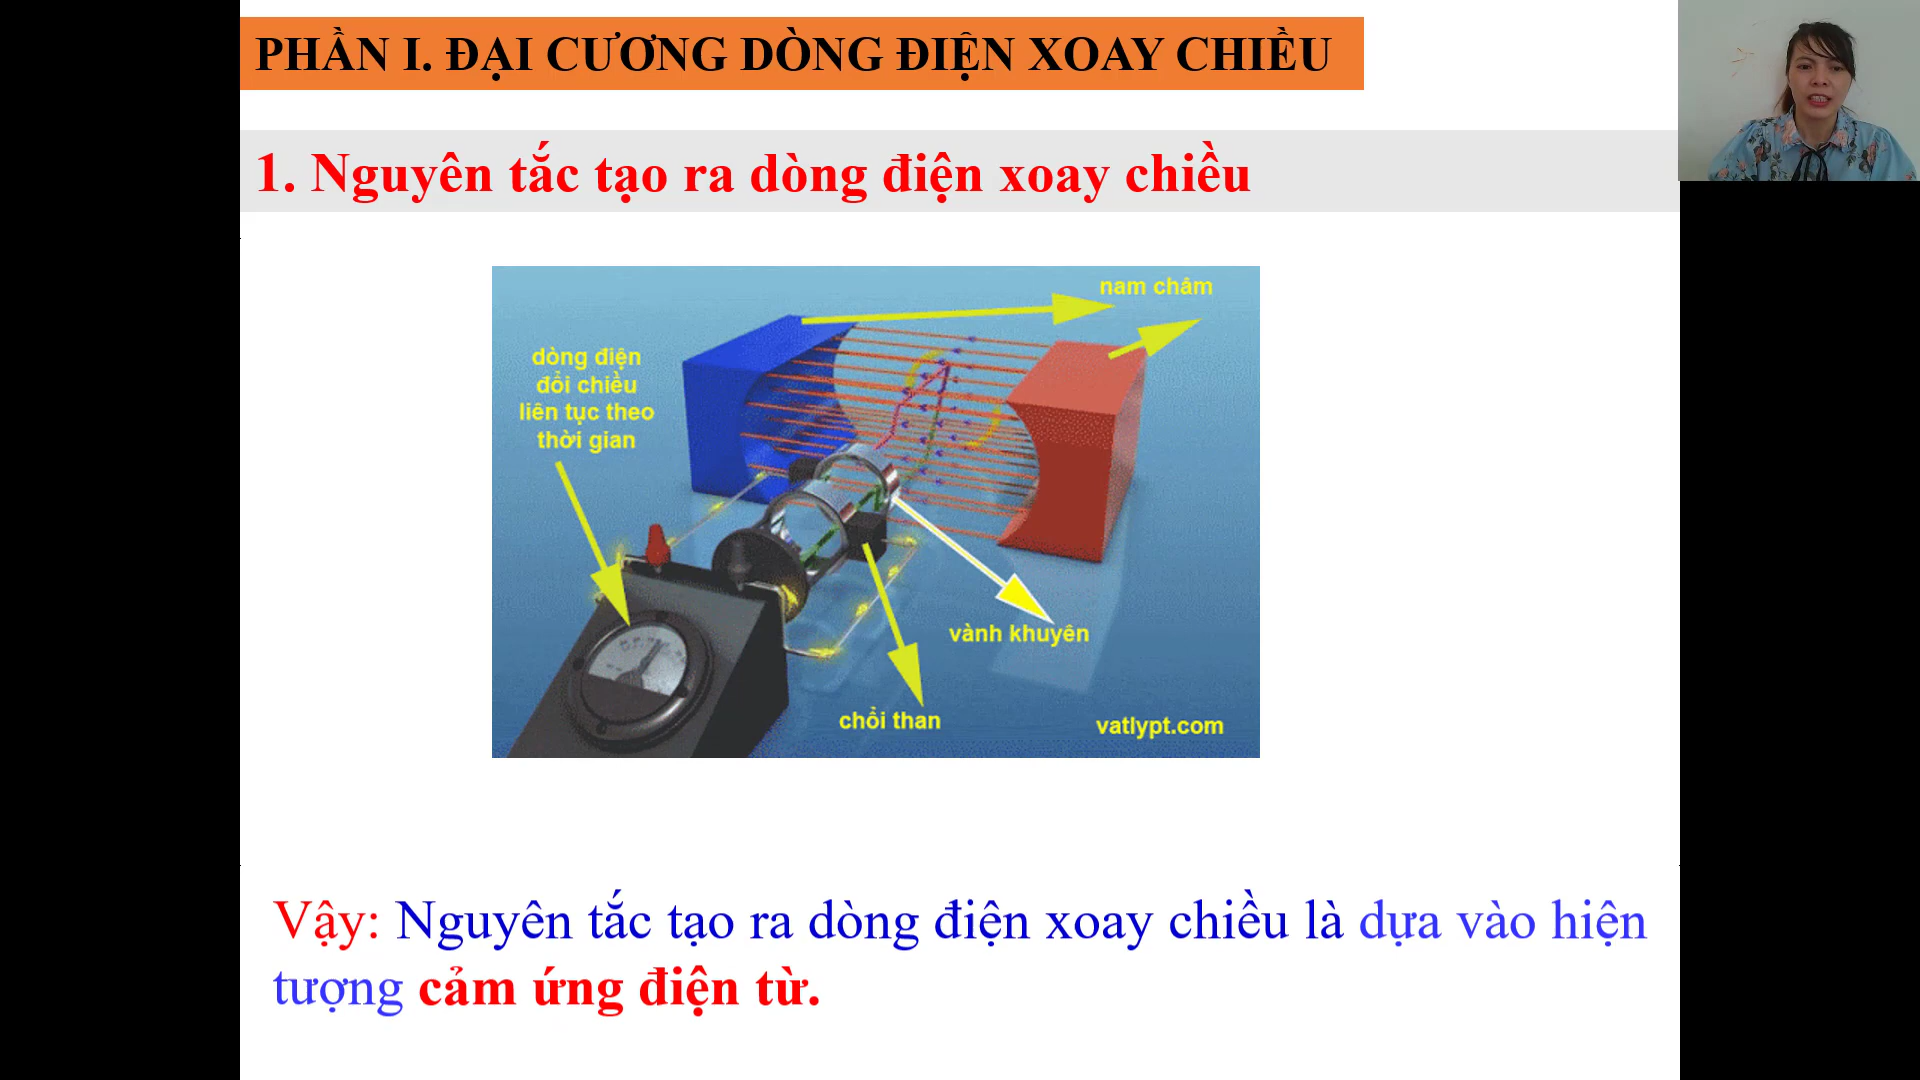 PHẦN I. ĐẠI CƯƠNG DÒNG ĐIỆN XOAY CHIỀU
1. Nguyên tắc tạo ra dòng điện xoay chiều
nam châm
dòng điện
đổi chiều
liên tục theo
thời gian
vành khuyên
chổi than
vatlypt.com
Vậy: Nguyên tắc tạo ra dòng điện xoay chiều là dựa vào hiện
tượng cảm ứng điện từ.